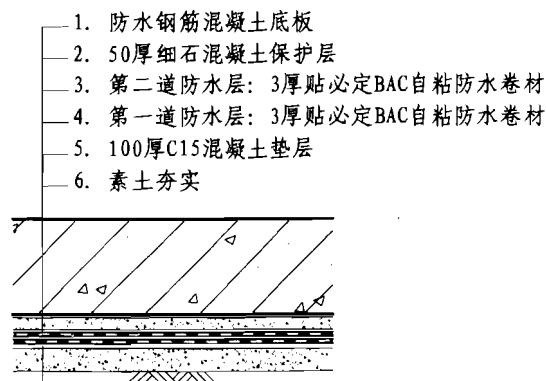 1. 防水钢筋混凝土底板
2. 50厚细石混凝土保护层
3. 第二道防水层: 3厚贴必定BAC自粘防水卷材
4. 第一道防水层: 3厚贴必定BAC自粘防水卷材
5. 100厚C15混凝土垫层
6. 素土夯实